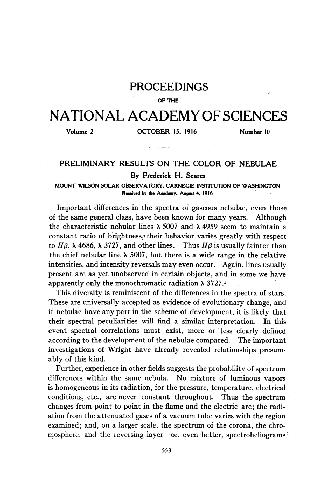 PROCEEDINGS
OF THE
NATIONAL ACADEMY OF SCIENCES
Volume 2 OCTOBER 15, 1916 Number 10
PRELIMINARY RESULTS ON THE COLOR OF NEBULAE
By Frederick H. Seares
MOUNT WILSON SOLAR OBSERVATORY, CARNEGIE INSTITUTION OF WASHINGTON
Received by the Academy, August 4, 1916
Important differences in the spectra of gaseous nebulae, even those
of the same general class, have been known for many years. Although
the characteristic nebular lines λ 5007 and λ 4959 seem to maintain a
constant ratio of brightness, their behavior varies greatly with respect
to Hβ, λ 4686, λ 3727, and other lines. Thus Hβ is usually fainter than
the chief nebular line λ 5007, but there is a wide range in the relative
intensities, and intensity reversals may even occur. Again, lines usually
present are as yet unobserved in certain objects, and in some we have
apparently only the monochromatic radiation λ 3727.
This diversity is reminiscent of the differences in the spectra of stars.
These are universally accepted as evidence of evolutionary change, and
if nebulae have any part in the scheme of development, it is likely that
their spectral peculiarities will find a similar interpretation. In this
event spectral correlations must exist, more or less clearly defined
according to the development of the nebulae compared. The important
investigations of Wright have already revealed relationships presum-
ably of this kind.
Further, experience in other fields suggests the probability of spectrum
differences within the same nebula. No mixture of luminous vapors
is homogeneous in its radiation, for the pressure, temperature, electrical
conditions, etc., are never constant throughout. Thus the spectrum
changes from point to point in the flame and the electric arc; the radi-
ation from the attenuated gases of a vacuum tube varies with the region
examined; and, on a larger scale, the spectrum of the corona, the chro-
mosphere, and the reversing layer or, even better, spectroheliograms
553